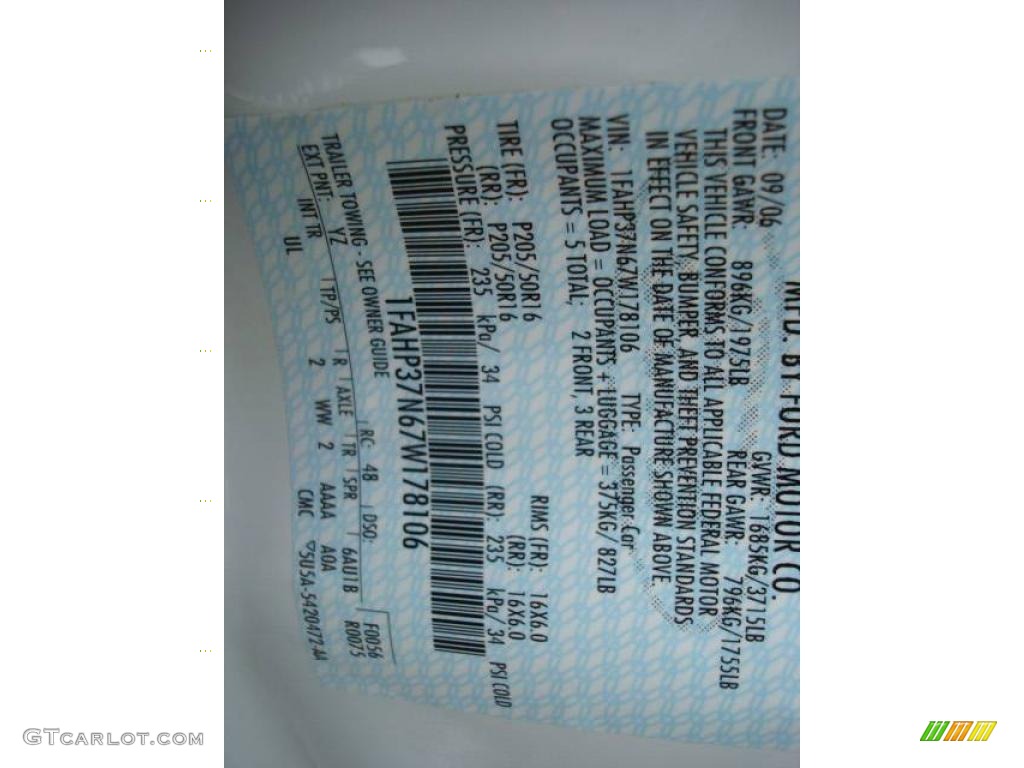 MFD. BY FORD MOTOR CO.
DATE: 09/06 GVWR: 1685KG/3715LB
FRONT GAWR: 896KG/1975LB REAR GAWR: 796KG/1755LB
THIS VEHICLE CONFORMS TO ALL APPLICABLE FEDERAL MOTOR
VEHICLE SAFETY, BUMPER, AND THEFT PREVENTION STANDARDS
IN EFFECT ON THE DATE OF MANUFACTURE SHOWN ABOVE.
VIN: 1FAHP37N67W178106 TYPE: Passenger Car
MAXIMUM LOAD = OCCUPANTS + LUGGAGE = 375KG/ 827LB
OCCUPANTS = 5 TOTAL; 2 FRONT, 3 REAR
RIMS (FR): 16X6.0
TIRE (FR): P205/50R16 (RR): 16X6.0
(RR): P205/50R16
PRESSURE (FR): 235 kPa/ 34 PSI COLD (RR): 235 kPa/ 34 PSI COLD
1FAHP37N67W178106
TRAILER TOWING - SEE OWNER GUIDE RC: 48 DSO: F0056
EXT PNT: YZ R0075
INT TR TP/PS R AXLE TR SPR 6AU1B
UL 2 WW 2 AAAA AOA
CMC ▽5U5A-5420472-AA
GTCARLOT.COM